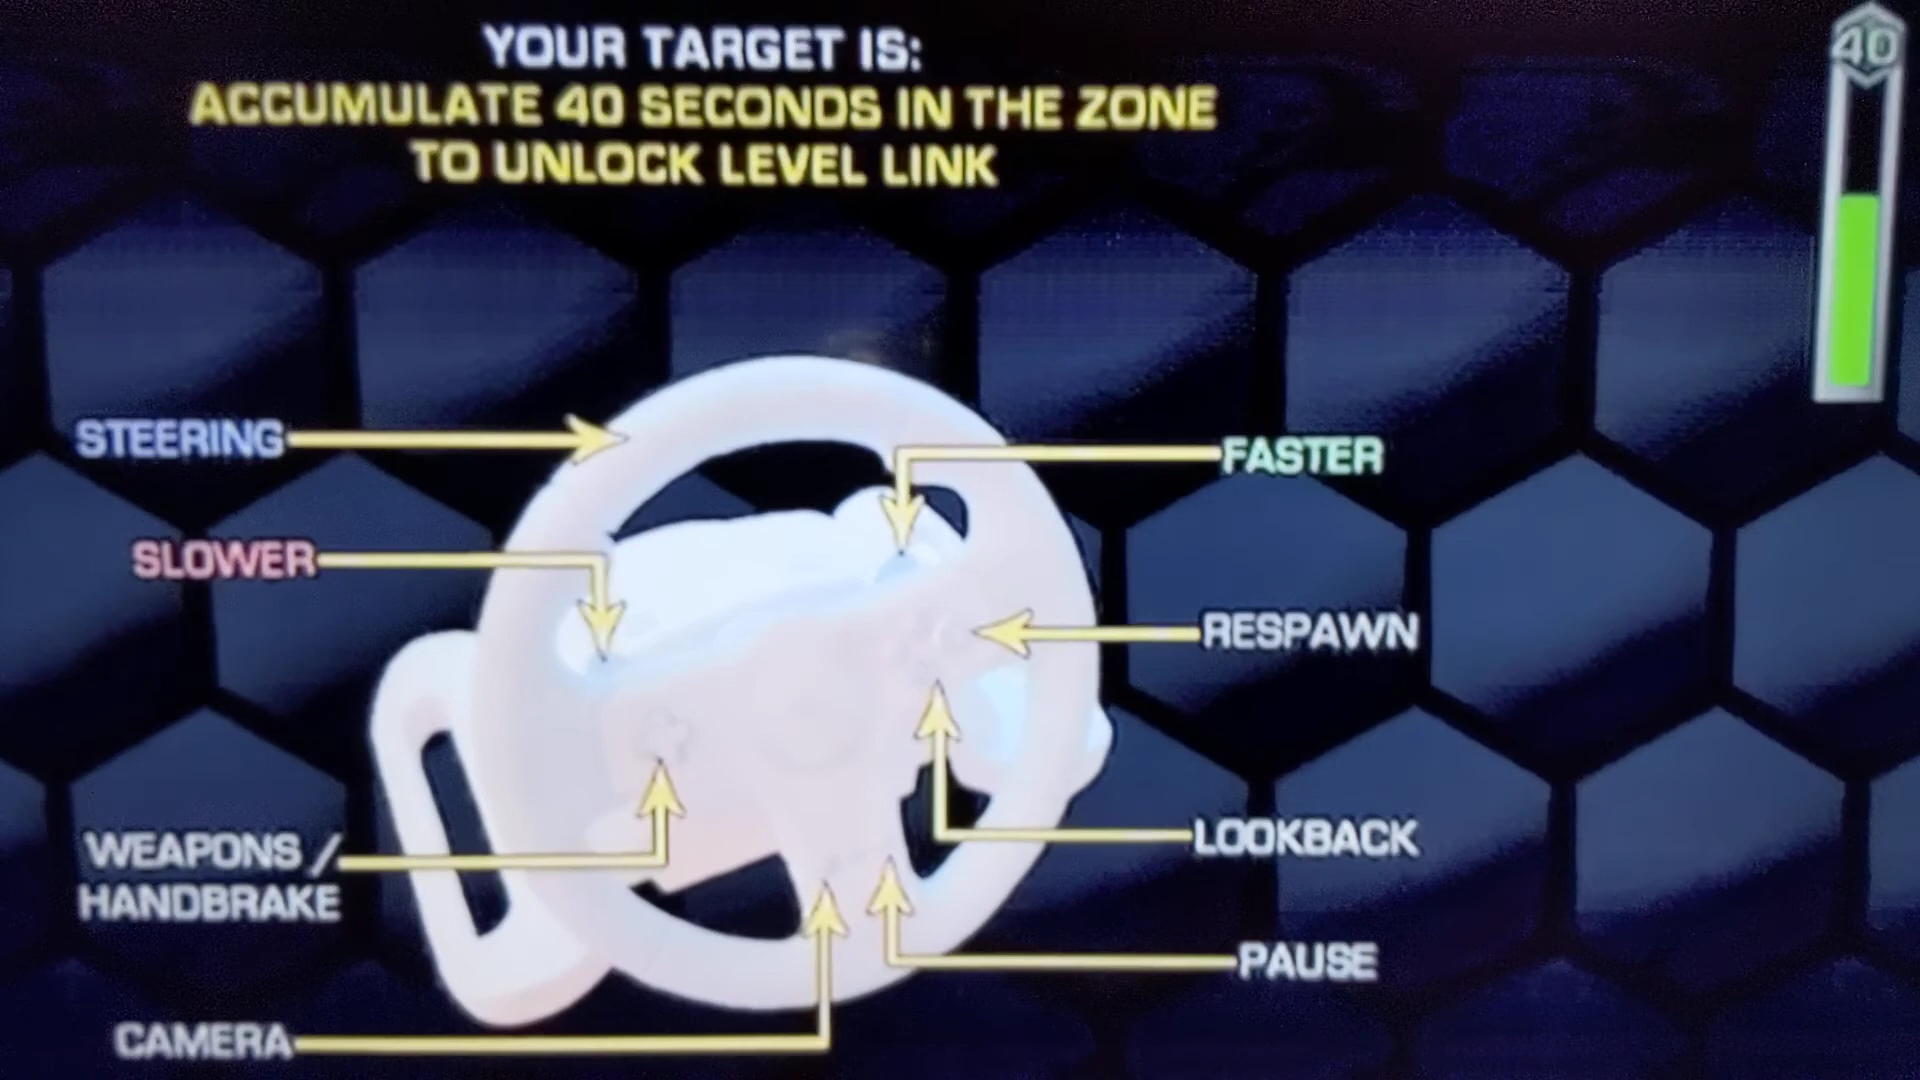 YOUR TARGET IS:
ACCUMULATE 40 SECONDS IN THE ZONE
TO UNLOCK LEVEL LINK
40
STEERING
FASTER
SLOWER
RESPAWN
WEAPONS /
HANDBRAKE
LOOKBACK
PAUSE
CAMERA